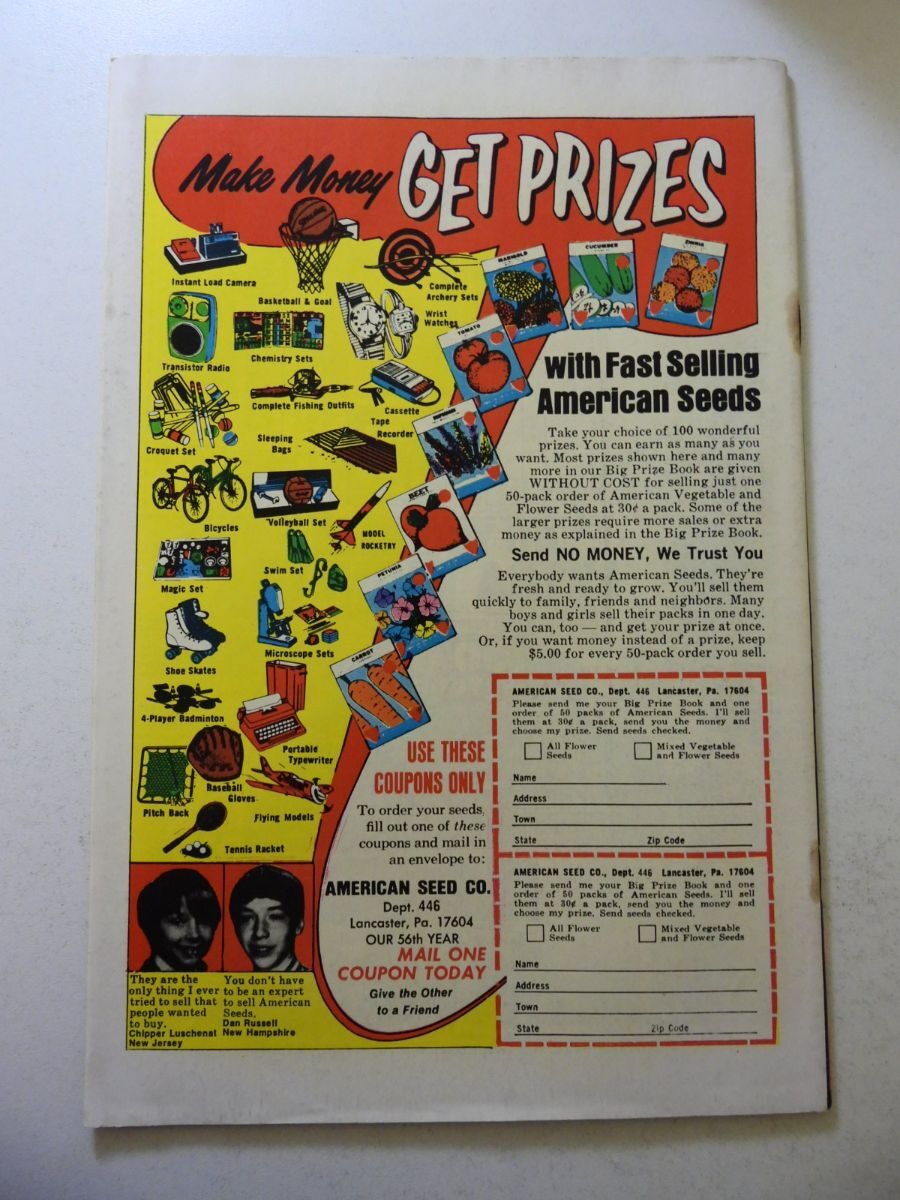 Make Money GET PRIZES
Instant Load Camera
Basketball & Goal
Complete
Archery Sets
Wrist
Watches
Transistor Radio
Chemistry Sets
Complete Fishing Outfits
Cassette
Tape
Recorder
Croquet Set
Sleeping
Bags
Bicycles
Volleyball Set
MODEL
ROCKETRY
Magic Set
Swim Set
Shoe Skates
Microscope Sets
4-Player Badminton
Portable
Typewriter
Pitch Back
Baseball
Gloves
Flying Models
Tennis Racket
MARIGOLD
CUCUMBER
ZINNIA
TOMATO
BEET
PETUNIA
CARROT
with Fast Selling
American Seeds
Take your choice of 100 wonderful
prizes. You can earn as many as you
want. Most prizes shown here and many
more in our Big Prize Book are given
WITHOUT COST for selling just one
50-pack order of American Vegetable and
Flower Seeds at 30¢ a pack. Some of the
larger prizes require more sales or extra
money as explained in the Big Prize Book.
Send NO MONEY, We Trust You
Everybody wants American Seeds. They're
fresh and ready to grow. You'll sell them
quickly to family, friends and neighbors. Many
boys and girls sell their packs in one day.
You can, too — and get your prize at once.
Or, if you want money instead of a prize, keep
$5.00 for every 50-pack order you sell.
USE THESE
COUPONS ONLY
To order your seeds,
fill out one of these
coupons and mail in
an envelope to:
AMERICAN SEED CO.
Dept. 446
Lancaster, Pa. 17604
OUR 56th YEAR
MAIL ONE
COUPON TODAY
Give the Other
to a Friend
They are the
only thing I ever
tried to sell that
people wanted
to buy.
Chipper Luschenat
New Jersey
You don't have
to be an expert
to sell American
Seeds.
Dan Russell
New Hampshire
AMERICAN SEED CO., Dept. 446 Lancaster, Pa. 17604
Please send me your Big Prize Book and one
order of 50 packs of American Seeds. I'll sell
them at 30¢ a pack, send you the money and
choose my prize. Send seeds checked.
All Flower
Seeds
Mixed Vegetable
and Flower Seeds
Name
Address
Town
State Zip Code
AMERICAN SEED CO., Dept. 446 Lancaster, Pa. 17604
Please send me your Big Prize Book and one
order of 50 packs of American Seeds. I'll sell
them at 30¢ a pack, send you the money and
choose my prize. Send seeds checked.
All Flower
Seeds
Mixed Vegetable
and Flower Seeds
Name
Address
Town
State Zip Code